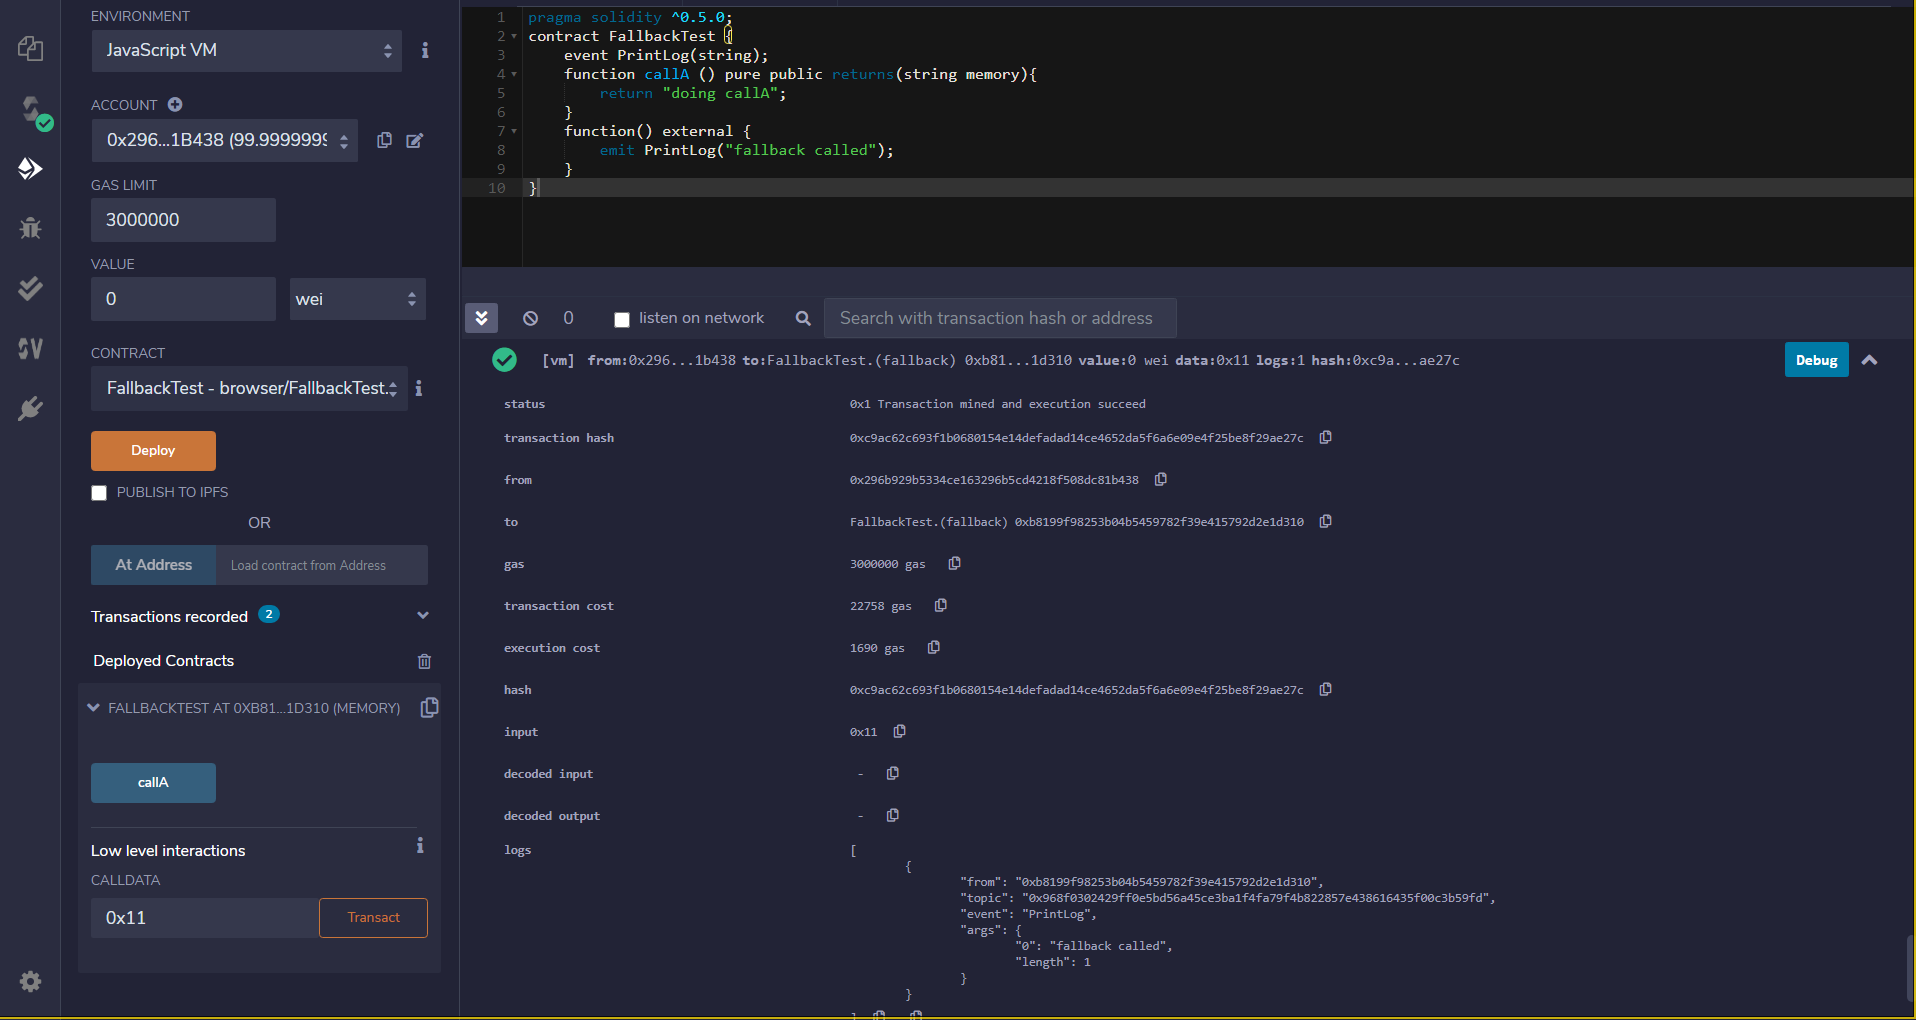 ENVIRONMENT
JavaScript VM
ACCOUNT
0x296...1B438 (99.9999999
GAS LIMIT
3000000
VALUE
0
wei
CONTRACT
FallbackTest - browser/FallbackTest.
Deploy
PUBLISH TO IPFS
OR
At Address
Load contract from Address
Transactions recorded 2
Deployed Contracts
FALLBACKTEST AT 0XB81...1D310 (MEMORY)
callA
Low level interactions
CALLDATA
0x11
Transact
1 pragma solidity ^0.5.0;
2 contract FallbackTest {
3 event PrintLog(string);
4 function callA () pure public returns(string memory){
5 return "doing callA";
6 }
7 function() external {
8 emit PrintLog("fallback called");
9 }
10 }
0
listen on network
Search with transaction hash or address
[vm] from:0x296...1b438 to:FallbackTest.(fallback) 0xb81...1d310 value:0 wei data:0x11 logs:1 hash:0xc9a...ae27c
Debug
status 0x1 Transaction mined and execution succeed
transaction hash 0xc9ac62c693f1b0680154e14defadad14ce4652da5f6a6e09e4f25be8f29ae27c
from 0x296b929b5334ce163296b5cd4218f508dc81b438
to FallbackTest.(fallback) 0xb8199f98253b04b5459782f39e415792d2e1d310
gas 3000000 gas
transaction cost 22758 gas
execution cost 1690 gas
hash 0xc9ac62c693f1b0680154e14defadad14ce4652da5f6a6e09e4f25be8f29ae27c
input 0x11
decoded input -
decoded output -
logs [
{
"from": "0xb8199f98253b04b5459782f39e415792d2e1d310",
"topic": "0x968f0302429ff0e5bd56a45ce3ba1f4fa79f4b822857e438616435f00c3b59fd",
"event": "PrintLog",
"args": {
"0": "fallback called",
"length": 1
}
}
]